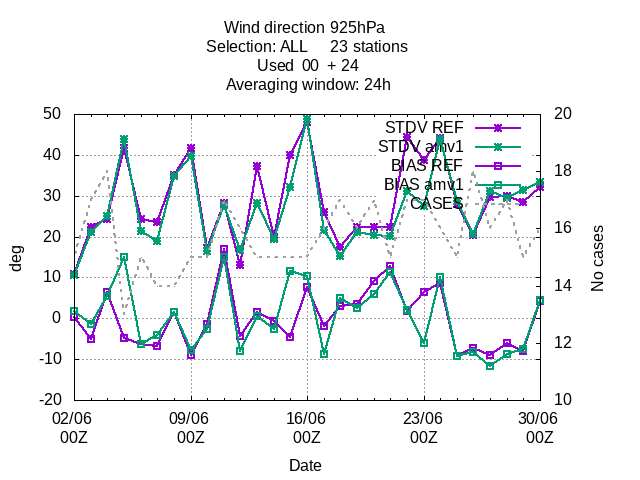 Wind direction 925hPa
Selection: ALL     23 stations
Used  00  + 24
Averaging window: 24h
50
40
30
20
10
0
-10
-20
deg
20
18
16
14
12
10
No cases
STDV REF
STDV amv1
BIAS REF
BIAS amv1
CASES
02/06 09/06 16/06 23/06 30/06
00Z 00Z 00Z 00Z 00Z
Date